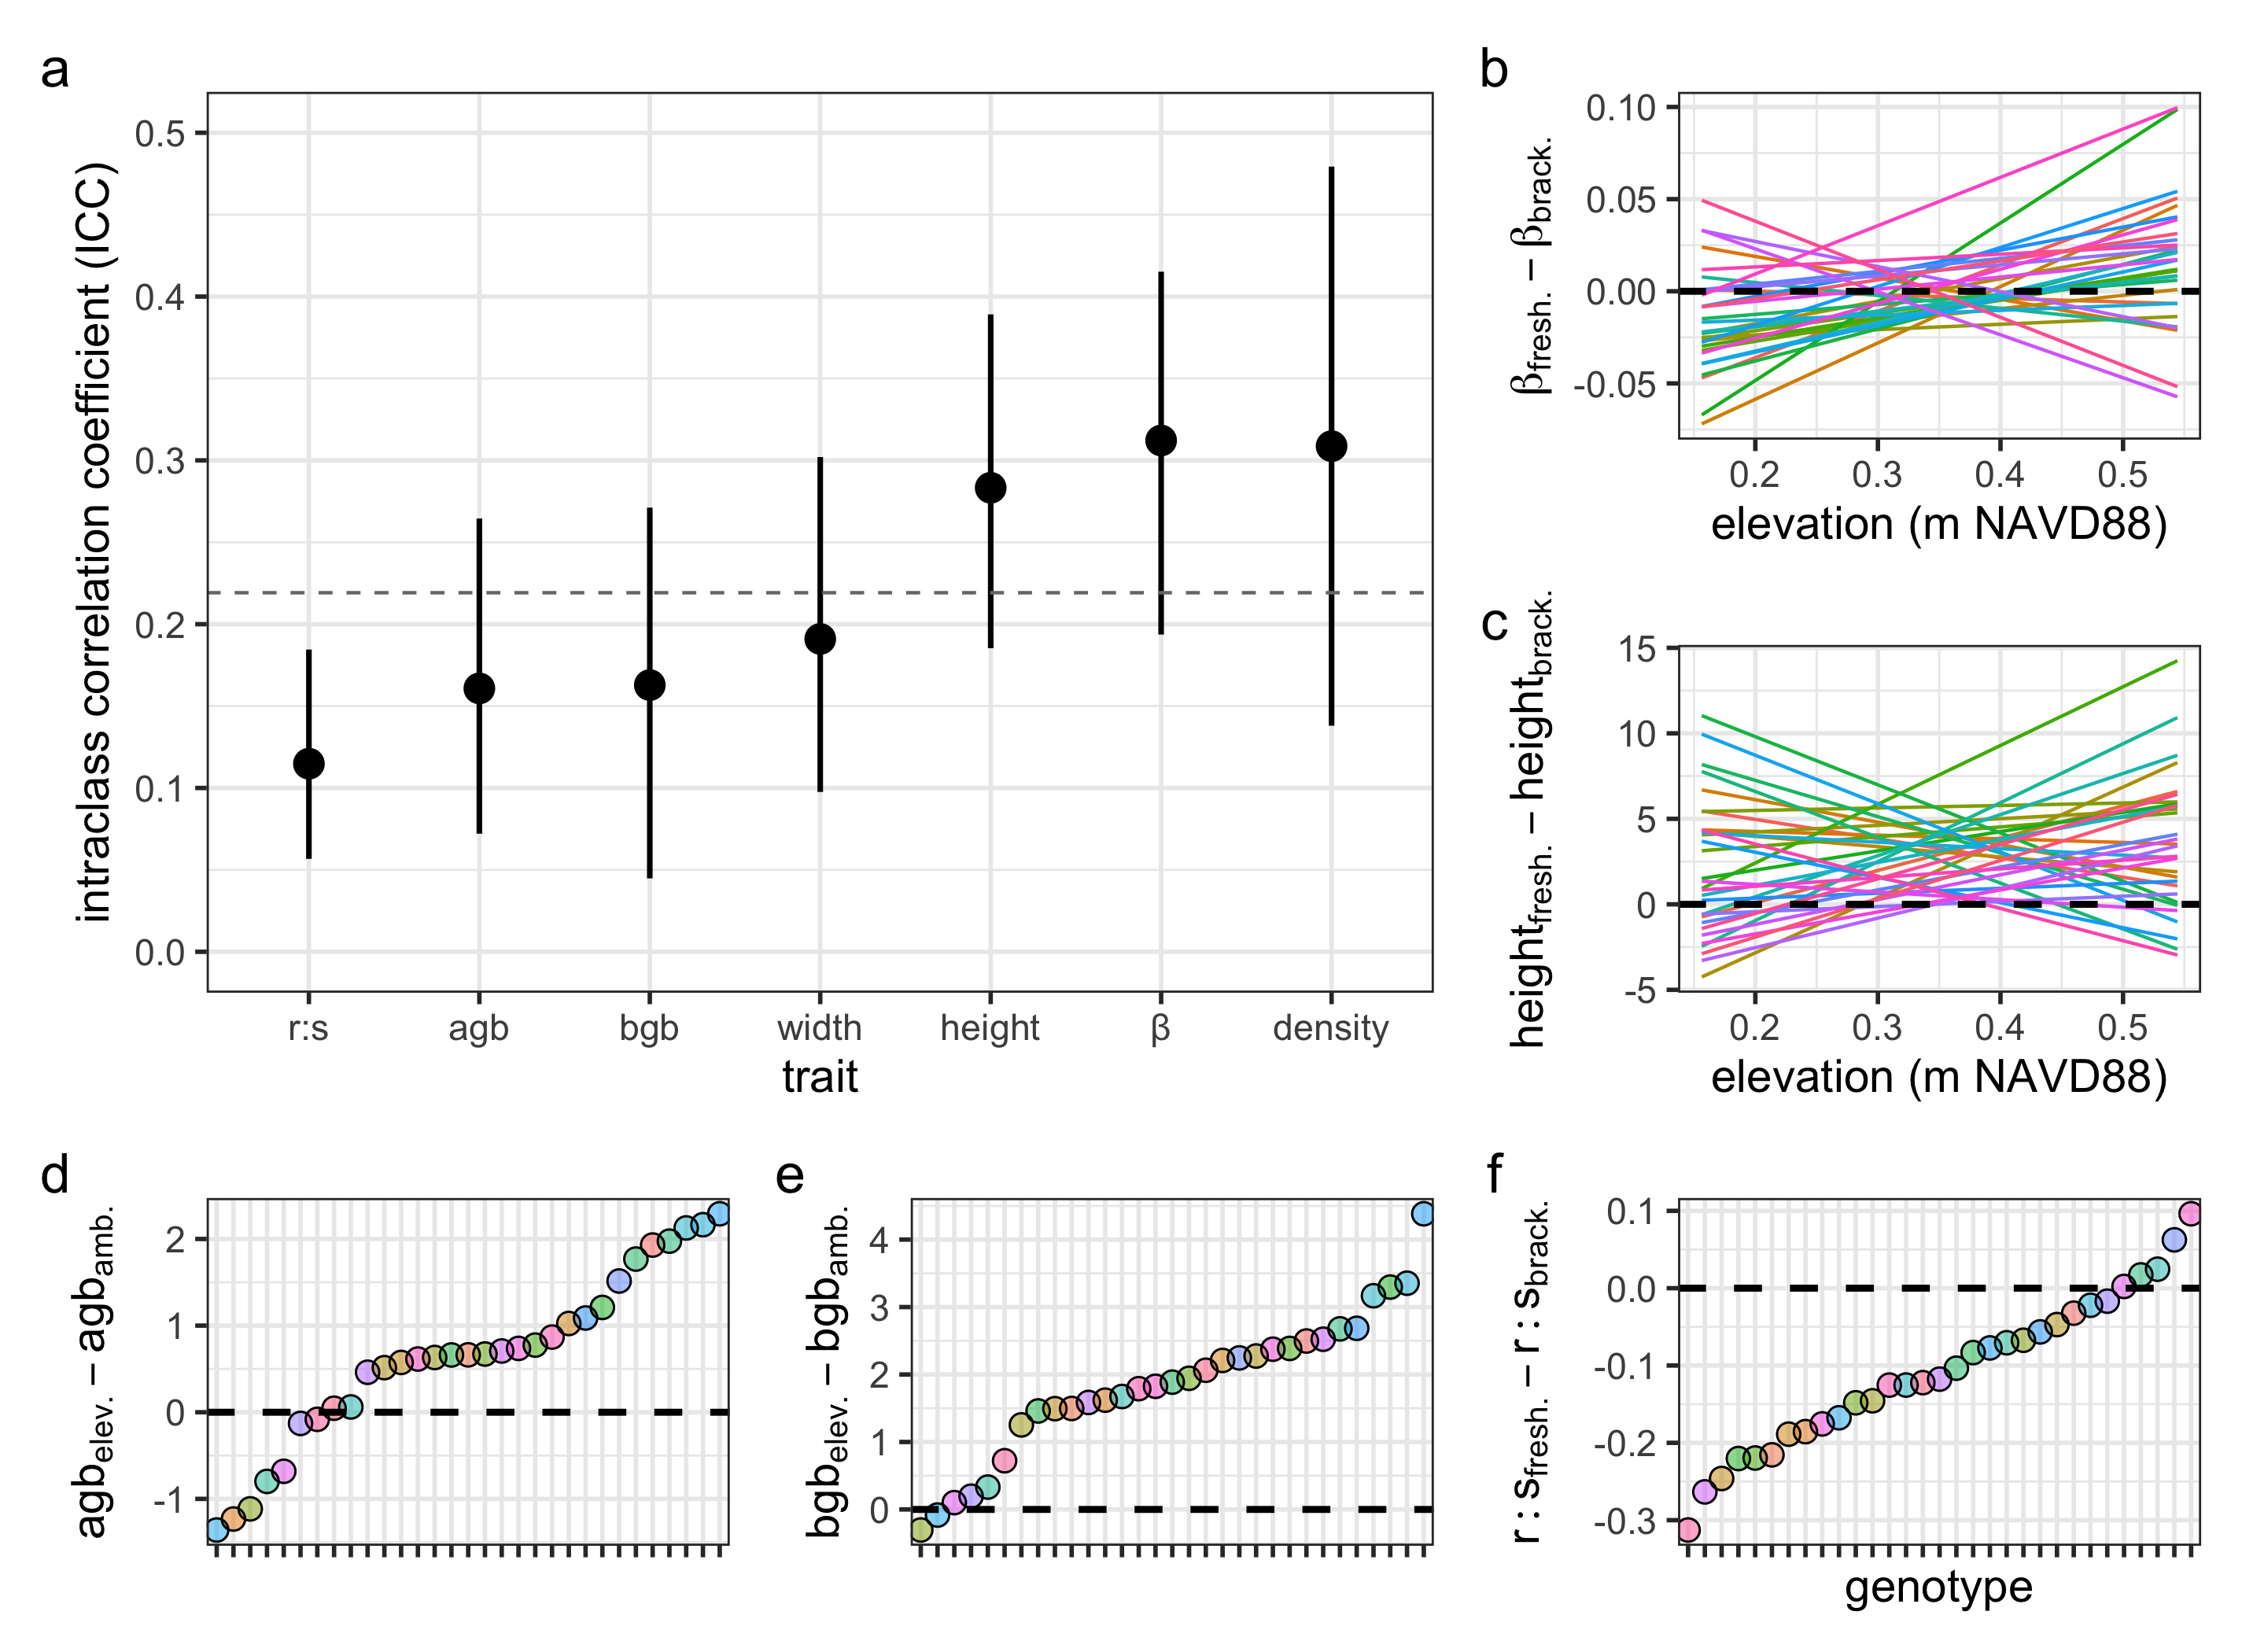 a
intraclass correlation coefficient (ICC)
0.5
0.4
0.3
0.2
0.1
0.0
r:s agb bgb width height β density
trait
b
βfresh. − βbrack.
0.10
0.05
0.00
-0.05
0.2 0.3 0.4 0.5
elevation (m NAVD88)
c
heightfresh. − heightbrack.
15
10
5
0
-5
0.2 0.3 0.4 0.5
elevation (m NAVD88)
d
agbelev. − agbamb.
2
1
0
-1
e
bgbelev. − bgbamb.
4
3
2
1
0
f
r : sfresh. − r : sbrack.
0.1
0.0
-0.1
-0.2
-0.3
genotype